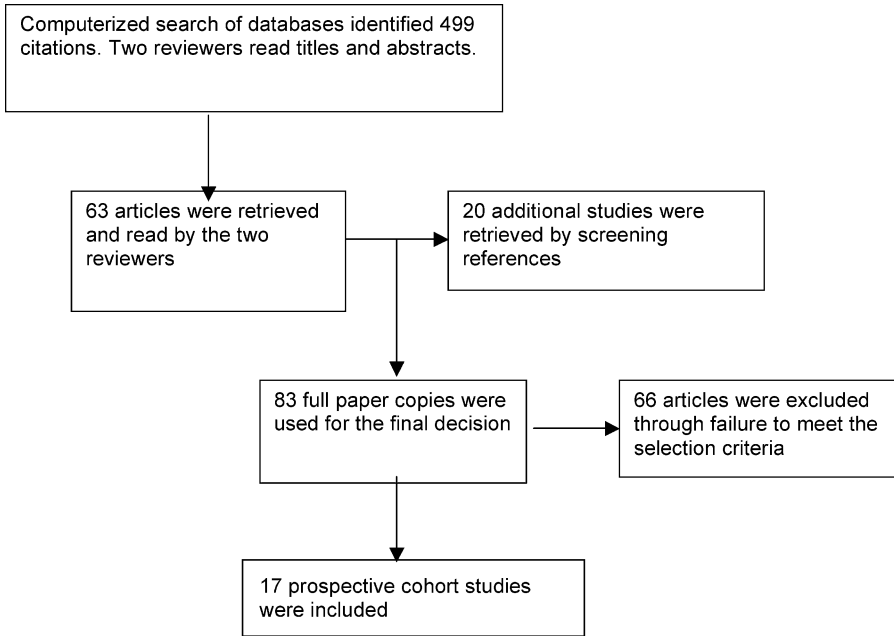 Computerized search of databases identified 499
citations. Two reviewers read titles and abstracts.
63 articles were retrieved
and read by the two
reviewers
20 additional studies were
retrieved by screening
references
83 full paper copies were
used for the final decision
66 articles were excluded
through failure to meet the
selection criteria
17 prospective cohort studies
were included